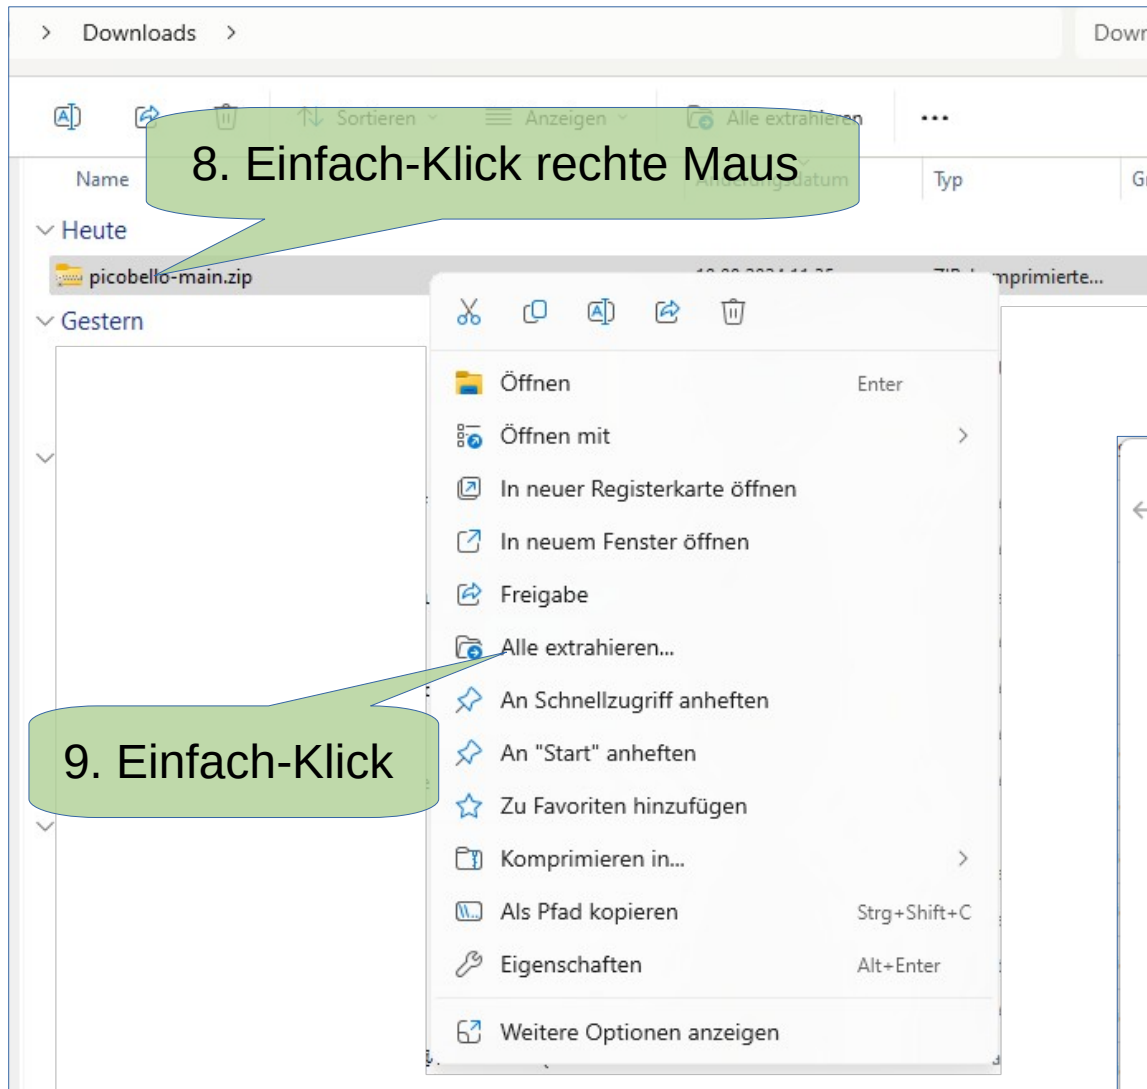 Downloads
8. Einfach-Klick rechte Maus
Sortieren Anzeigen Alle extrahieren
Name Änderungsdatum Typ
Heute
picobello-main.zip
Gestern
Öffnen Enter
Öffnen mit
In neuer Registerkarte öffnen
In neuem Fenster öffnen
Freigabe
Alle extrahieren...
An Schnellzugriff anheften
9. Einfach-Klick
An "Start" anheften
Zu Favoriten hinzufügen
Komprimieren in...
Als Pfad kopieren Strg+Shift+C
Eigenschaften Alt+Enter
Weitere Optionen anzeigen